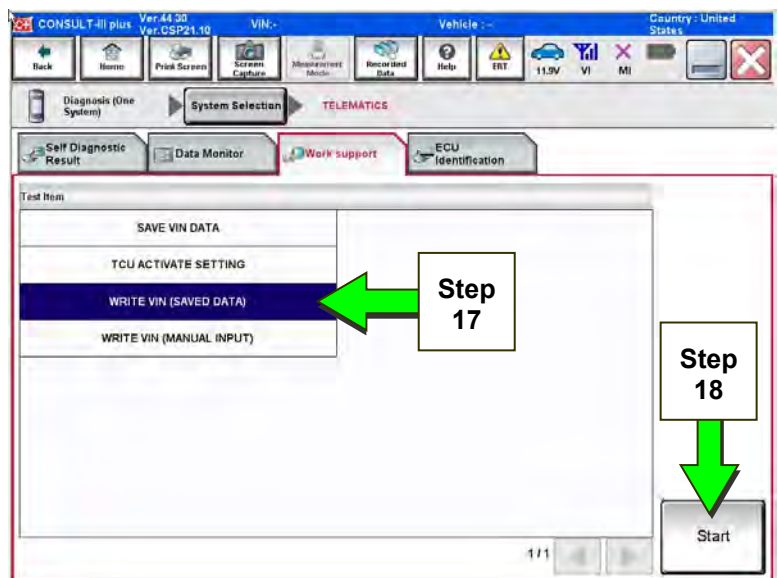 CONSULT-III plus Ver.44.30 VIN:- Vehicle : - Country : United
Ver.CSP21.10 States
Back Home Print Screen Screen Capture Measurement Mode Recorded Data Help ERT 11.9V VI MI
Diagnosis (One System) System Selection TELEMATICS
Self Diagnostic Result Data Monitor Work support ECU Identification
Test Item
SAVE VIN DATA
TCU ACTIVATE SETTING
WRITE VIN (SAVED DATA)
WRITE VIN (MANUAL INPUT)
Step
17
Step
18
Start
1/1